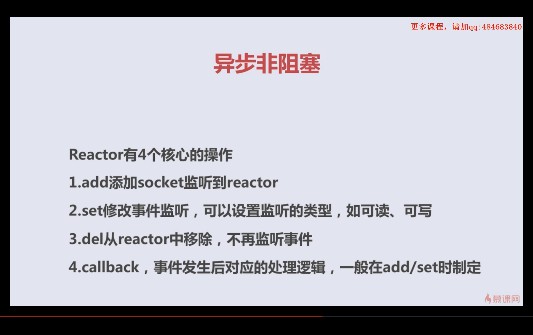 更多课程，请加qq:484683840
异步非阻塞
Reactor有4个核心的操作
1.add添加socket监听到reactor
2.set修改事件监听，可以设置监听的类型，如可读、可写
3.del从reactor中移除，不再监听事件
4.callback，事件发生后对应的处理逻辑，一般在add/set时制定
慕课网